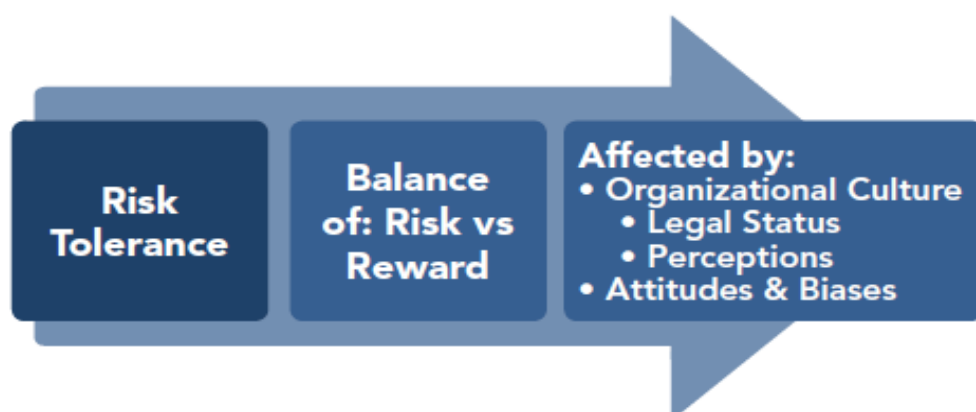 Risk
Tolerance
Balance
of: Risk vs
Reward
Affected by:
• Organizational Culture
• Legal Status
• Perceptions
• Attitudes & Biases